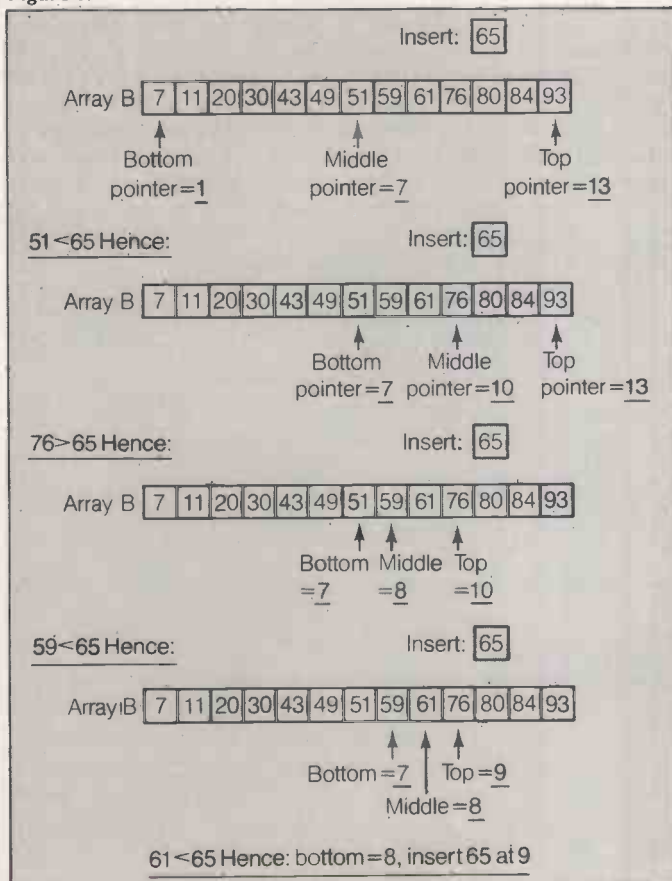 Insert: 65
Array B 7 11 20 30 43 49 51 59 61 76 80 84 93
Bottom Middle Top
pointer=1 pointer=7 pointer=13
51<65 Hence: Insert: 65
Array B 7 11 20 30 43 49 51 59 61 76 80 84 93
Bottom Middle Top
pointer=7 pointer=10 pointer=13
76>65 Hence: Insert: 65
Array B 7 11 20 30 43 49 51 59 61 76 80 84 93
Bottom Middle Top
=7 =8 =10
59<65 Hence: Insert: 65
Array B 7 11 20 30 43 49 51 59 61 76 80 84 93
Bottom=7 Top=9
Middle=8
61<65 Hence: bottom=8, insert 65 at 9